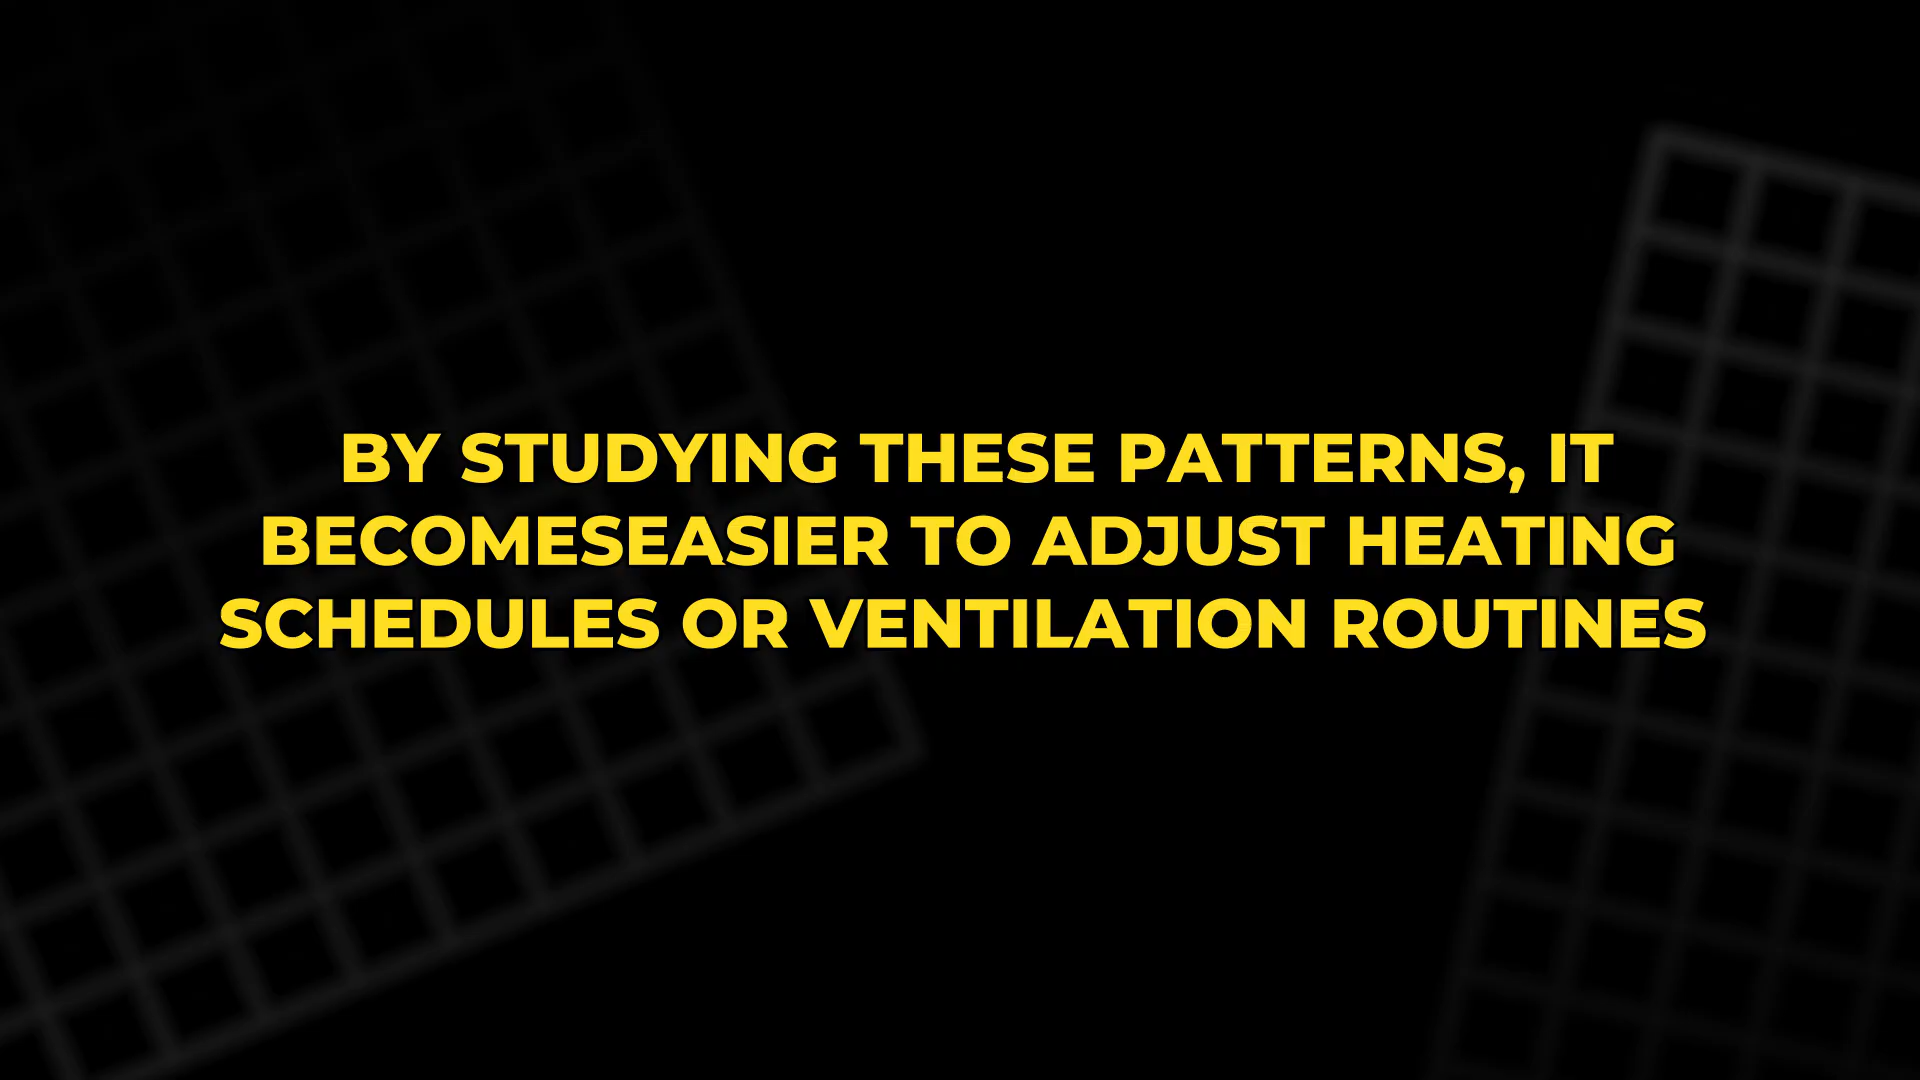 BY STUDYING THESE PATTERNS, IT
BECOMESEASIER TO ADJUST HEATING
SCHEDULES OR VENTILATION ROUTINES